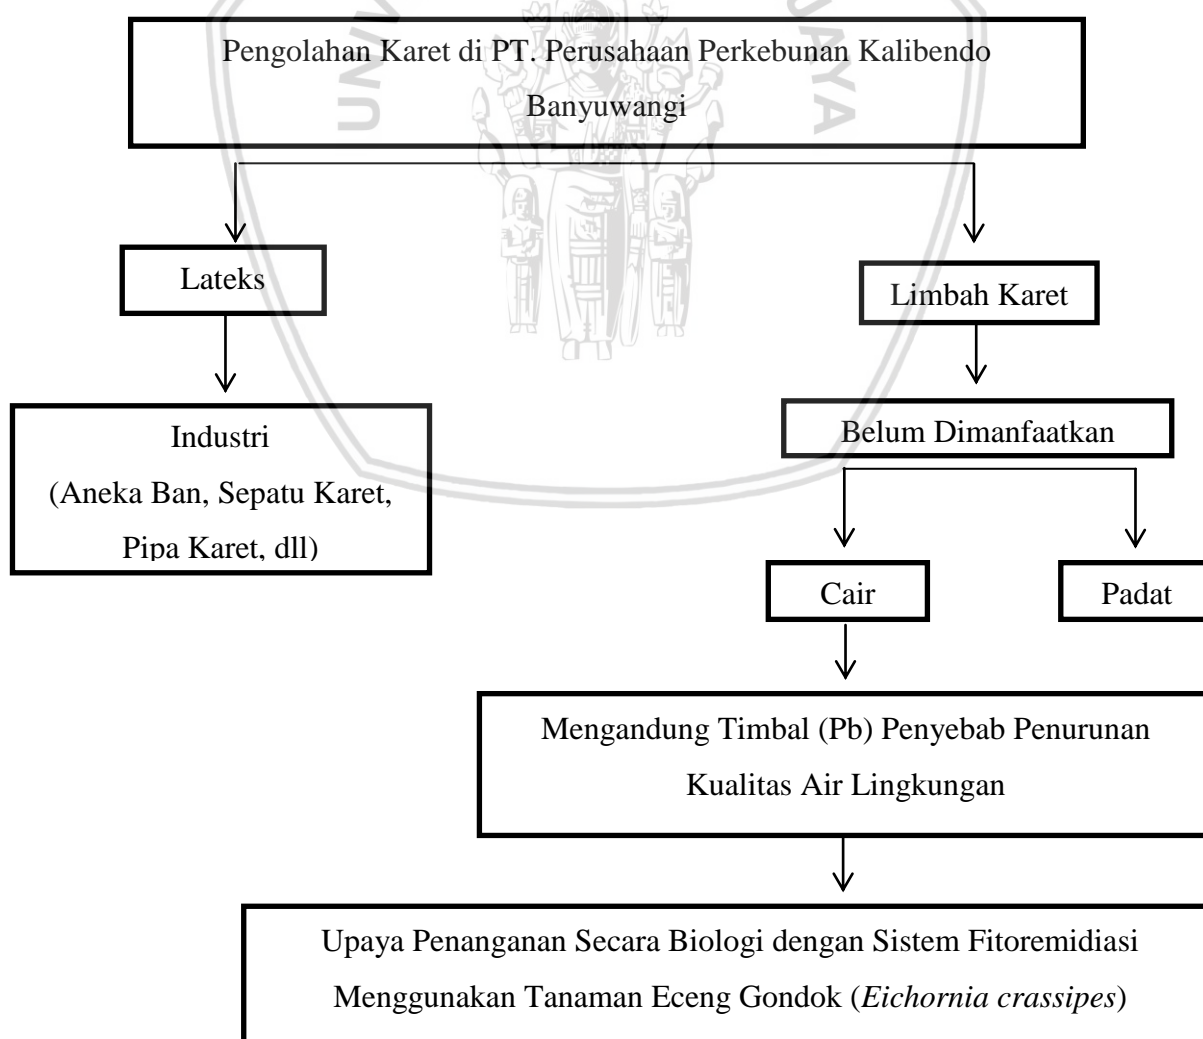 Pengolahan Karet di PT. Perusahaan Perkebunan Kalibendo
Banyuwangi
Lateks
Limbah Karet
Industri
(Aneka Ban, Sepatu Karet,
Pipa Karet, dll)
Belum Dimanfaatkan
Cair
Padat
Mengandung Timbal (Pb) Penyebab Penurunan
Kualitas Air Lingkungan
Upaya Penanganan Secara Biologi dengan Sistem Fitoremidiasi
Menggunakan Tanaman Eceng Gondok (Eichornia crassipes)